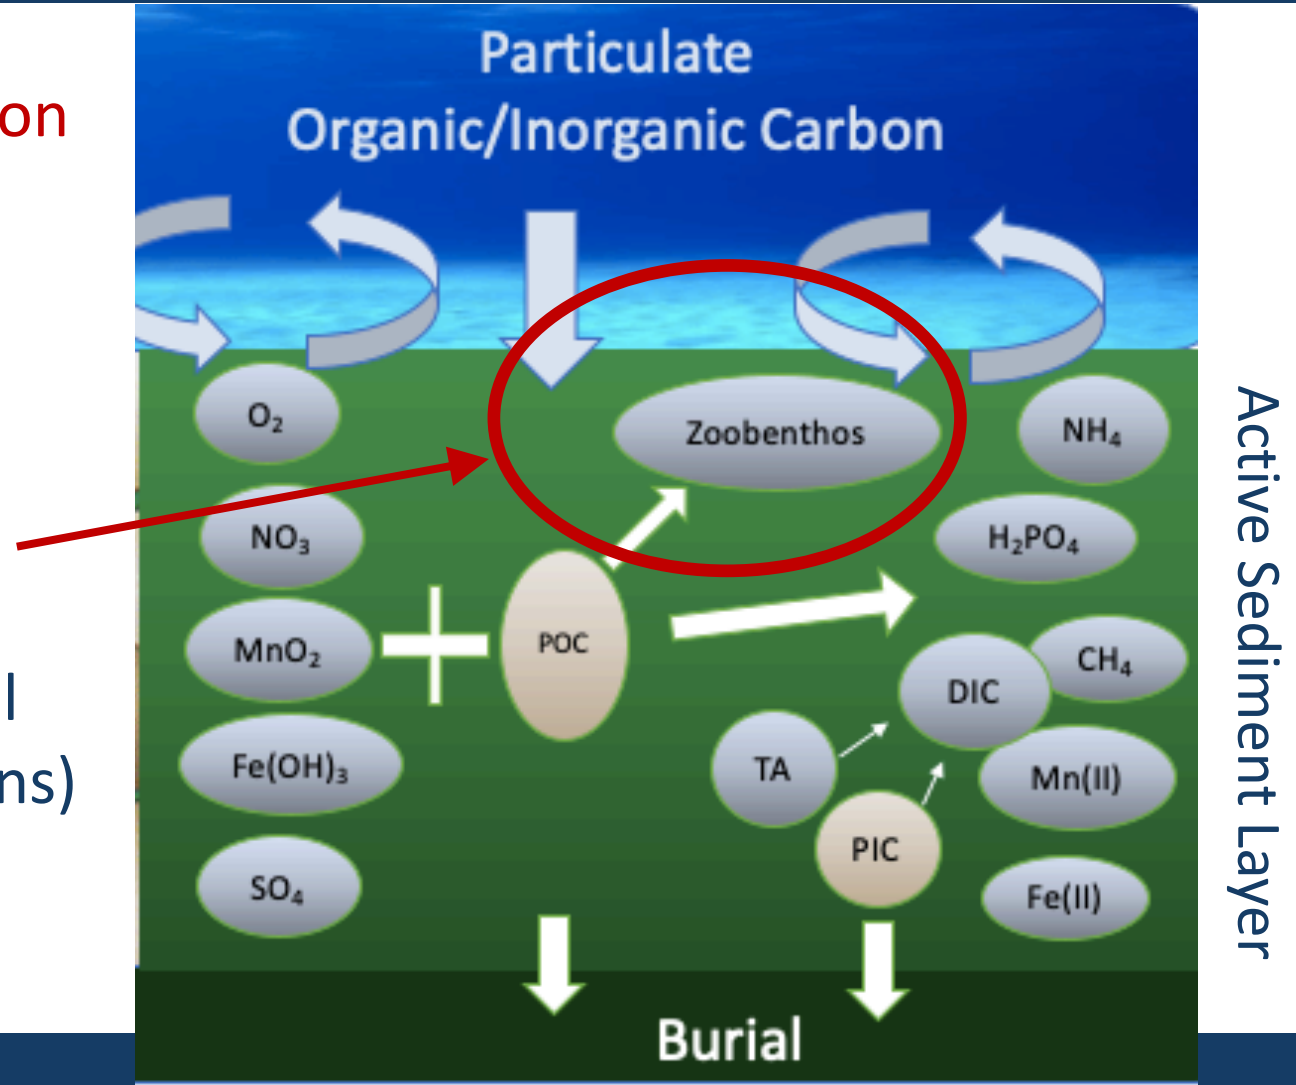 Particulate
Organic/Inorganic Carbon
on
O₂
Zoobenthos
NH₄
NO₃
H₂PO₄
MnO₂
POC
CH₄
DIC
l
ns)
Fe(OH)₃
TA
Mn(II)
PIC
SO₄
Fe(II)
Burial
Active Sediment Layer